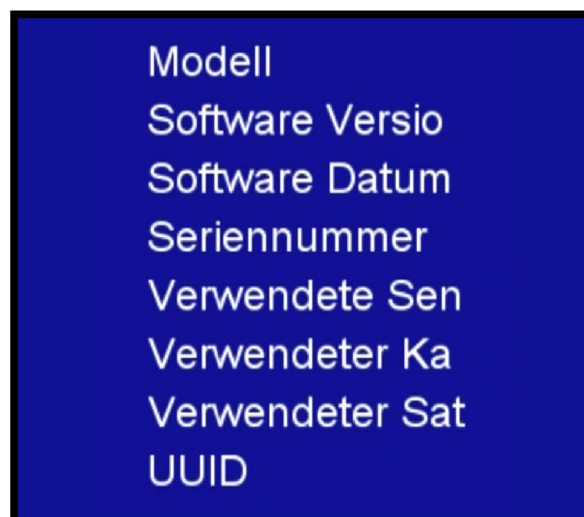 Modell
Software Versio
Software Datum
Seriennummer
Verwendete Sen
Verwendeter Ka
Verwendeter Sat
UUID